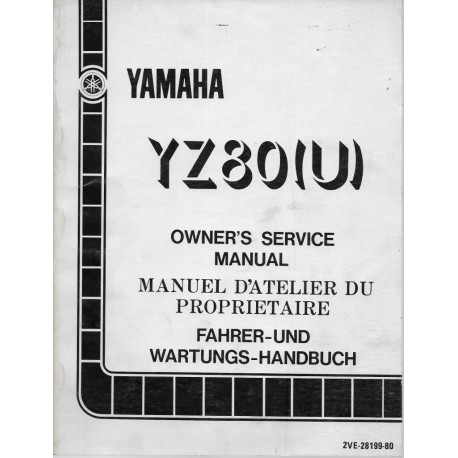 YAMAHA
YZ80(U)
OWNER'S SERVICE
MANUAL
MANUEL D'ATELIER DU
PROPRIETAIRE
FAHRER-UND
WARTUNGS-HANDBUCH
2VE-28199-80